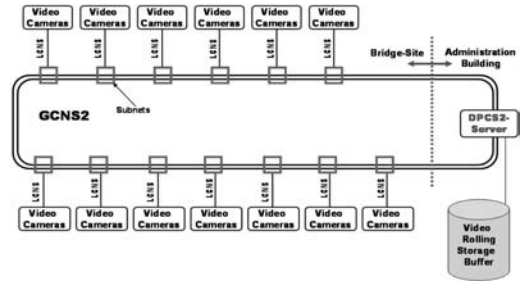 Video Cameras
Video Cameras
Video Cameras
Video Cameras
Video Cameras
Video Cameras
LCNS
LCNS
LCNS
LCNS
LCNS
LCNS
Bridge-Site
Administration
Building
Subnets
GCNS2
DPCS2-
Server
LCNS
LCNS
LCNS
LCNS
LCNS
LCNS
LCNS
Video Cameras
Video Cameras
Video Cameras
Video Cameras
Video Cameras
Video Cameras
Video Cameras
Video
Rolling
Storage
Buffer